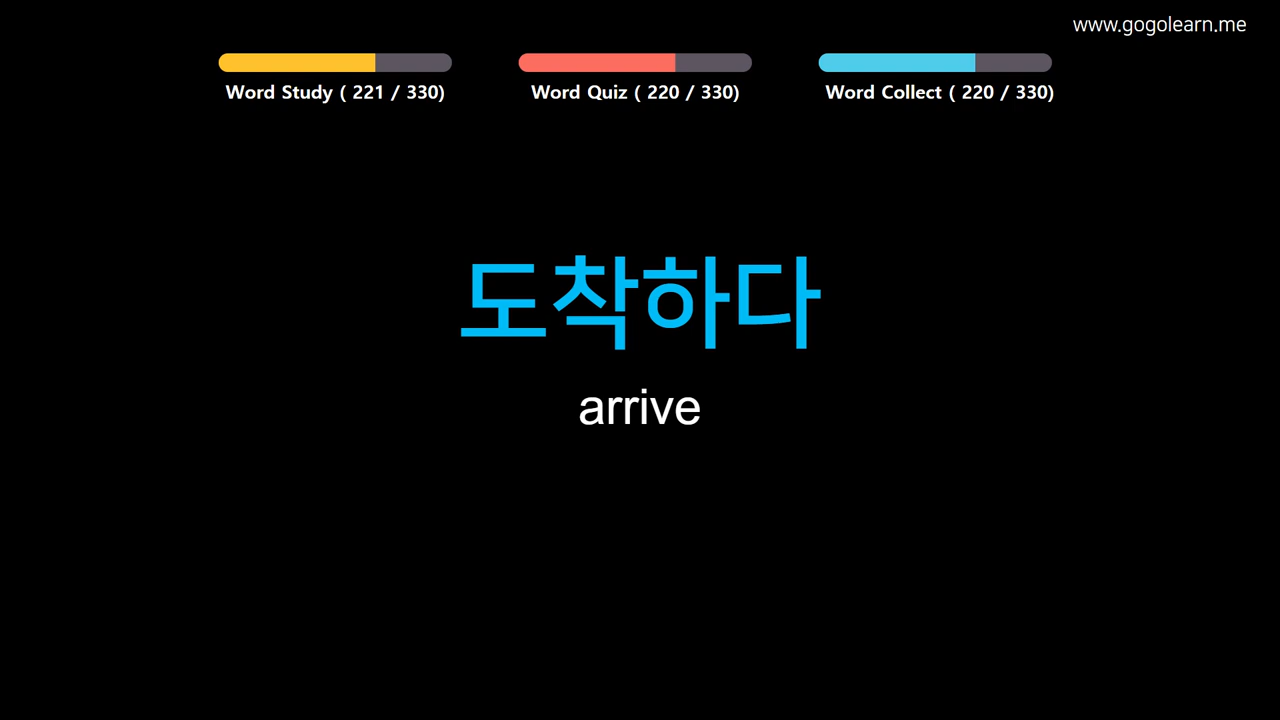 www.gogolearn.me
Word Study ( 221 / 330)
Word Quiz ( 220 / 330)
Word Collect ( 220 / 330)
도착하다
arrive